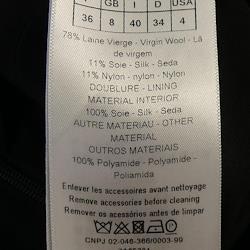 GB I D USA
36 8 40 34 4
78% Laine Vierge - Virgin Wool - Lã
de virgem
11% Soie - Silk - Seda
11% Nylon - nylon - Nylon
DOUBLURE - LINING
MATERIAL INTERIOR
100% Soie - Silk - Seda
AUTRE MATERIAU - OTHER
MATERIAL
OUTROS MATERIAIS
100% Polyamide - Polyamide -
Poliamida
Enlever les accessoires avant nettoyage
Remove accessories before cleaning
Remover os acessórios antes de limpar
CNPJ 02-046-366/0003-99